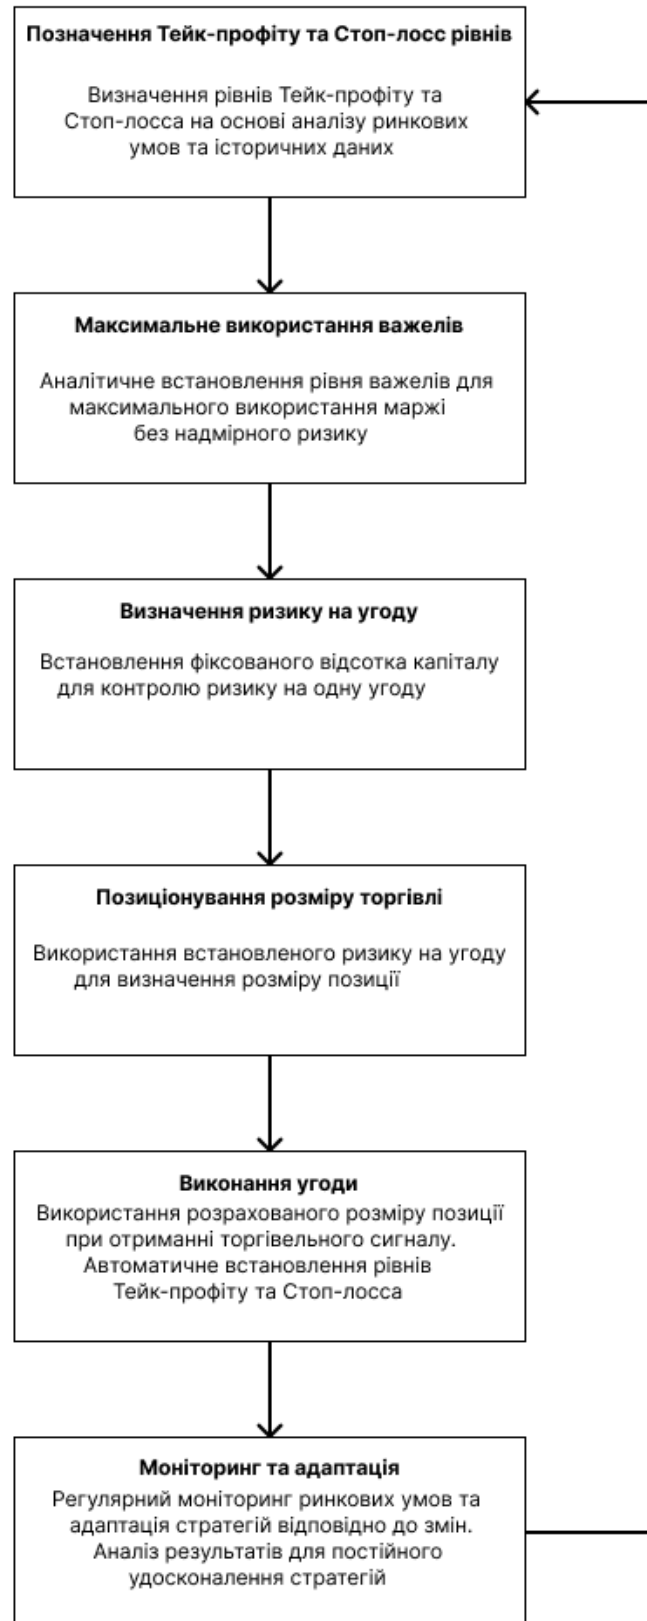 Позначення Тейк-профіту та Стоп-лосс рівнів
Визначення рівнів Тейк-профіту та
Стоп-лосса на основі аналізу ринкових
умов та історичних даних
Максимальне використання важелів
Аналітичне встановлення рівня важелів для
максимального використання маржі
без надмірного ризику
Визначення ризику на угоду
Встановлення фіксованого відсотка капіталу
для контролю ризику на одну угоду
Позиціонування розміру торгівлі
Використання встановленого ризику на угоду
для визначення розміру позиції
Виконання угоди
Використання розрахованого розміру позиції
при отриманні торгівельного сигналу.
Автоматичне встановлення рівнів
Тейк-профіту та Стоп-лосса
Моніторинг та адаптація
Регулярний моніторинг ринкових умов та
адаптація стратегій відповідно до змін.
Аналіз результатів для постійного
удосконалення стратегій